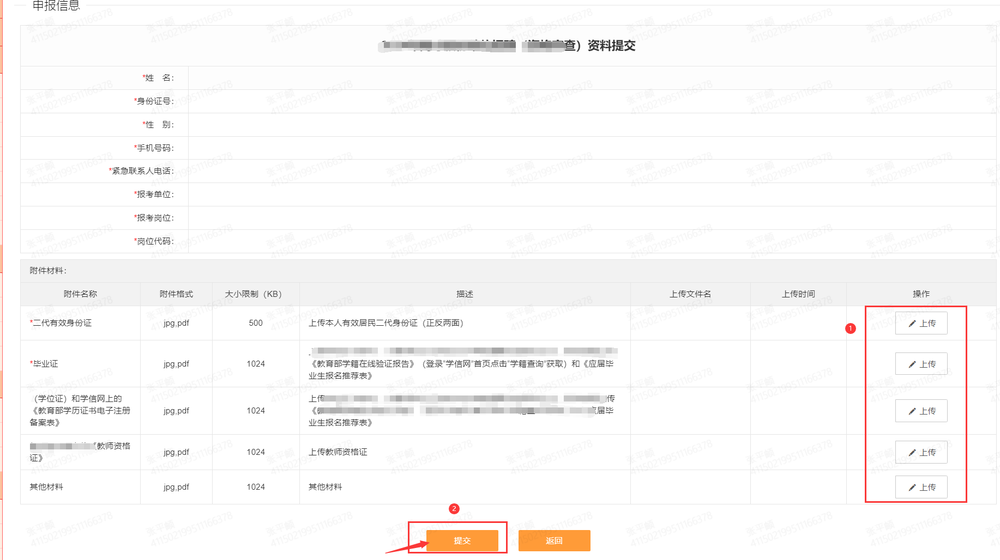 申报信息
查）资料提交
*姓 名：
*身份证号：
*性 别：
*手机号码：
*紧急联系人电话：
*报考单位：
*报考岗位：
*岗位代码：
附件材料：
附件名称 附件格式 大小限制（KB） 描述 上传文件名 上传时间 操作
*二代有效身份证 jpg,pdf 500 上传本人有效居民二代身份证（正反两面） 上传
1
*毕业证 jpg,pdf 1024 上传
《教育部学籍在线验证报告》（登录“学信网”首页点击“学籍查询”获取）和《应届毕
业生报名推荐表》
（学位证）和学信网上的
《教育部学历证书电子注册
备案表》
jpg,pdf 1024 上传
上传 传
《 应届毕
业生报名推荐表》
《教师资格
证》
jpg,pdf 1024 上传教师资格证 上传
其他材料 jpg,pdf 1024 其他材料 上传
2
提交 返回